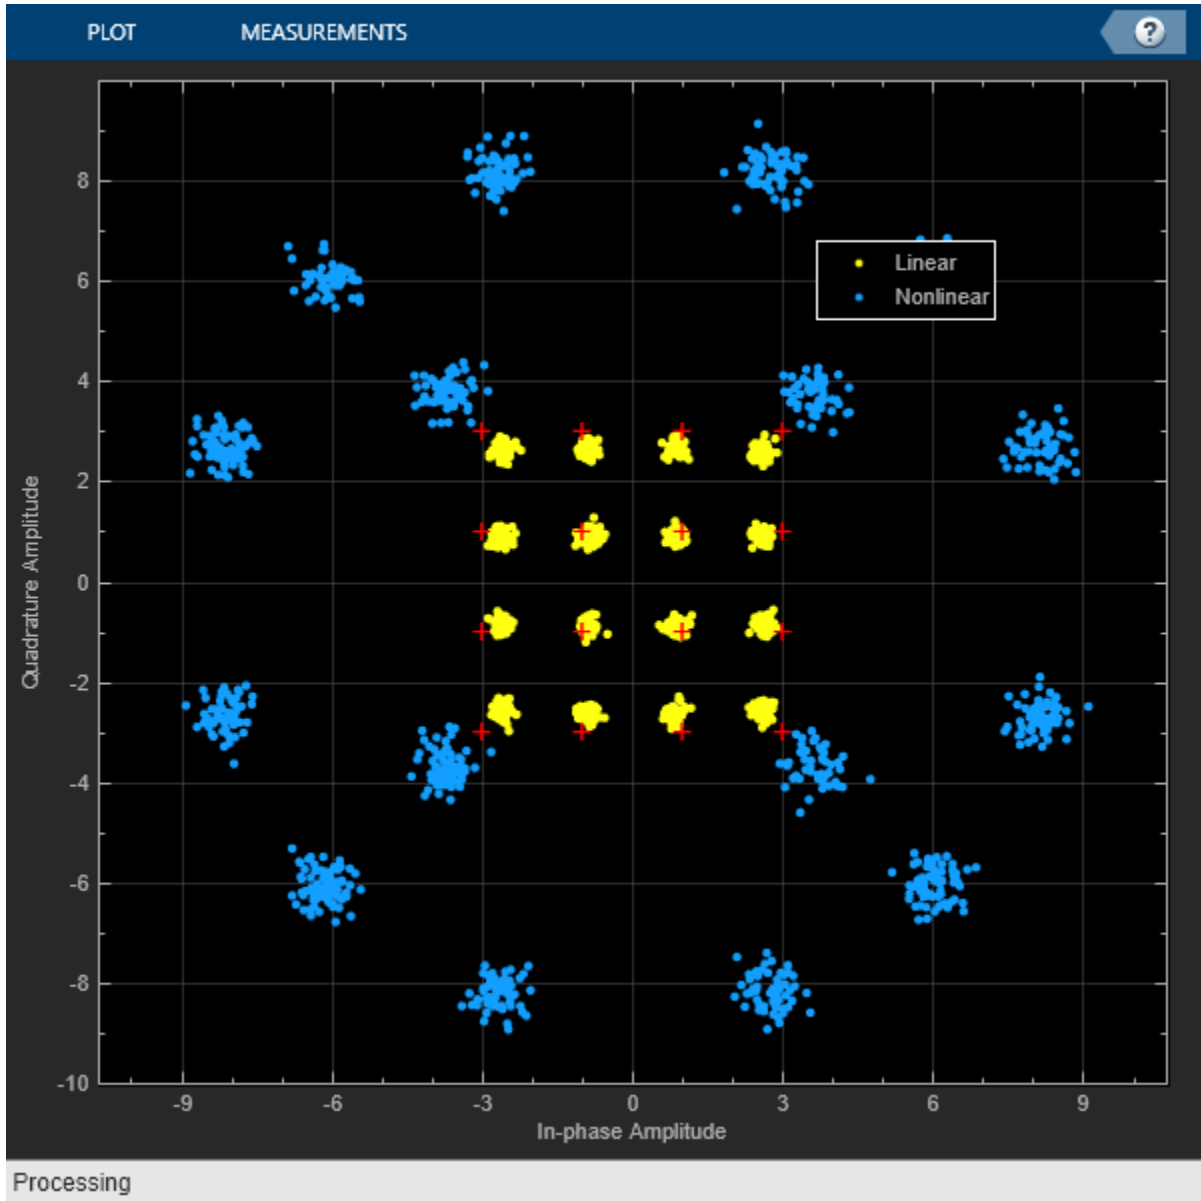 PLOT MEASUREMENTS ?
8
Linear
6
Nonlinear
4
2
0
-2
-4
-6
-8
-10
Quadrature Amplitude
-9 -6 -3 0 3 6 9
In-phase Amplitude
Processing